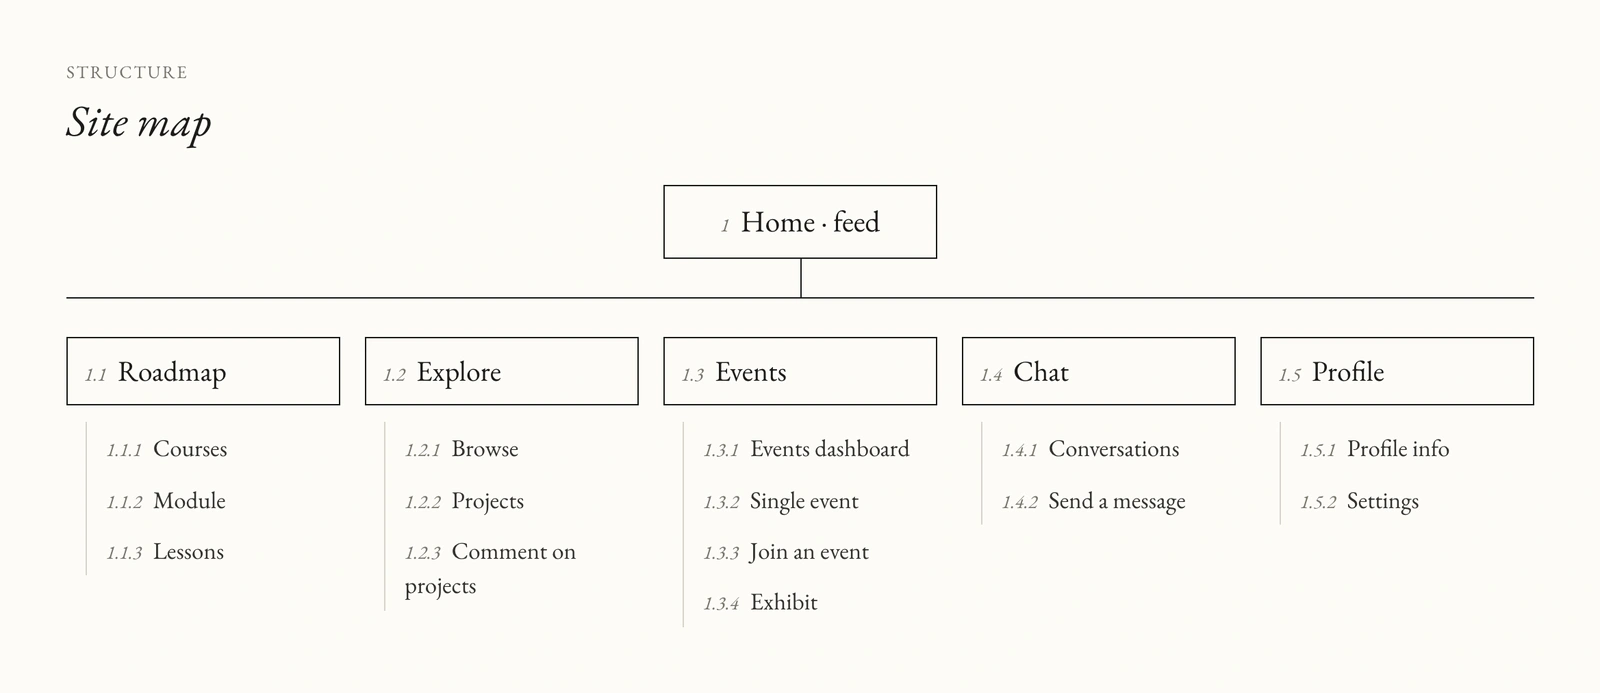 STRUCTURE
Site map
1 Home · feed
1.1 Roadmap
1.1.1 Courses
1.1.2 Module
1.1.3 Lessons
1.2 Explore
1.2.1 Browse
1.2.2 Projects
1.2.3 Comment on
projects
1.3 Events
1.3.1 Events dashboard
1.3.2 Single event
1.3.3 Join an event
1.3.4 Exhibit
1.4 Chat
1.4.1 Conversations
1.4.2 Send a message
1.5 Profile
1.5.1 Profile info
1.5.2 Settings